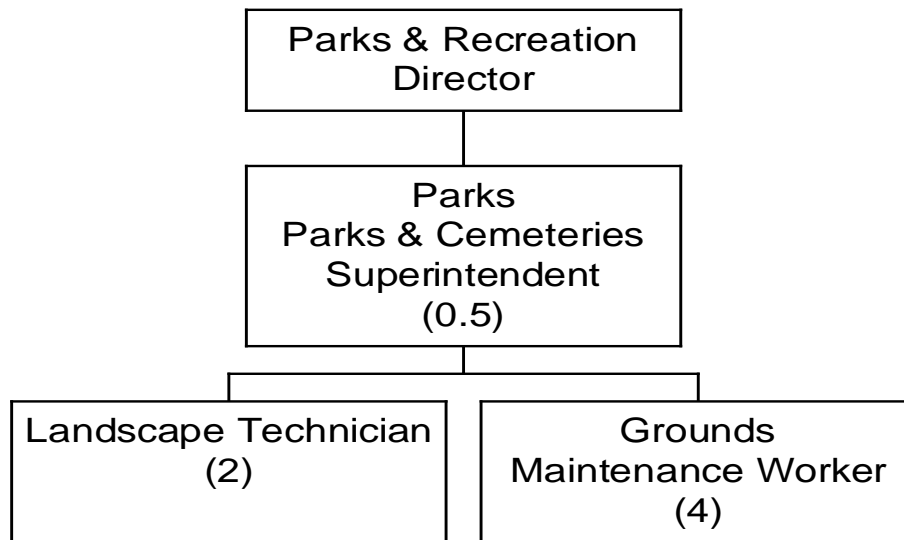 Parks & Recreation
Director
Parks
Parks & Cemeteries
Superintendent
(0.5)
Landscape Technician
(2)
Grounds
Maintenance Worker
(4)